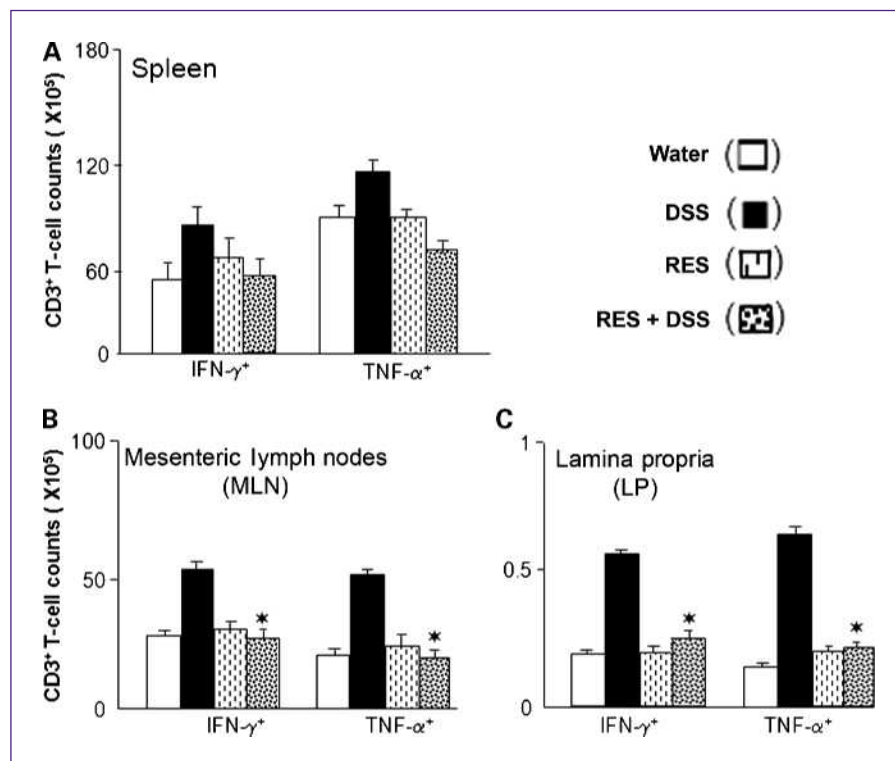 A
Spleen
CD3+ T-cell counts ( X10⁵)
180
120
60
0
IFN-γ+
TNF-α+
Water ( )
DSS ( )
RES ( )
RES + DSS ( )
B
Mesenteric lymph nodes
(MLN)
CD3+ T-cell counts ( X10⁵)
100
50
0
*
*
IFN-γ+
TNF-α+
C
Lamina propria
(LP)
1
0.5
0
*
*
IFN-γ+
TNF-α+